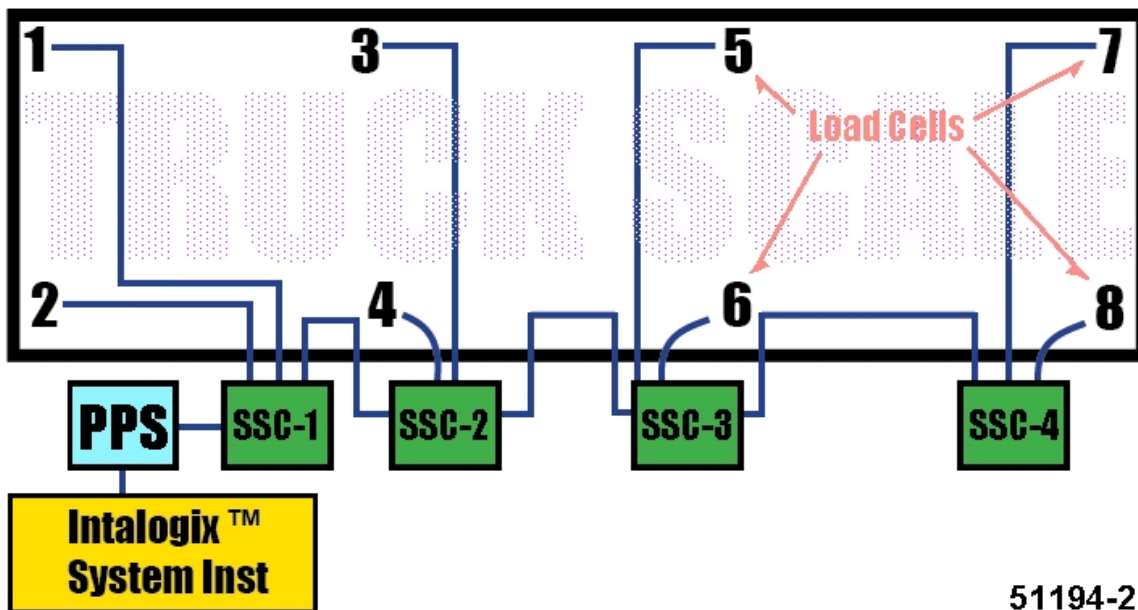 1 3 5 7
TRUCK SCALE
Load Cells
2 4 6 8
PPS SSC-1 SSC-2 SSC-3 SSC-4
Intalogix ™
System Inst
51194-2